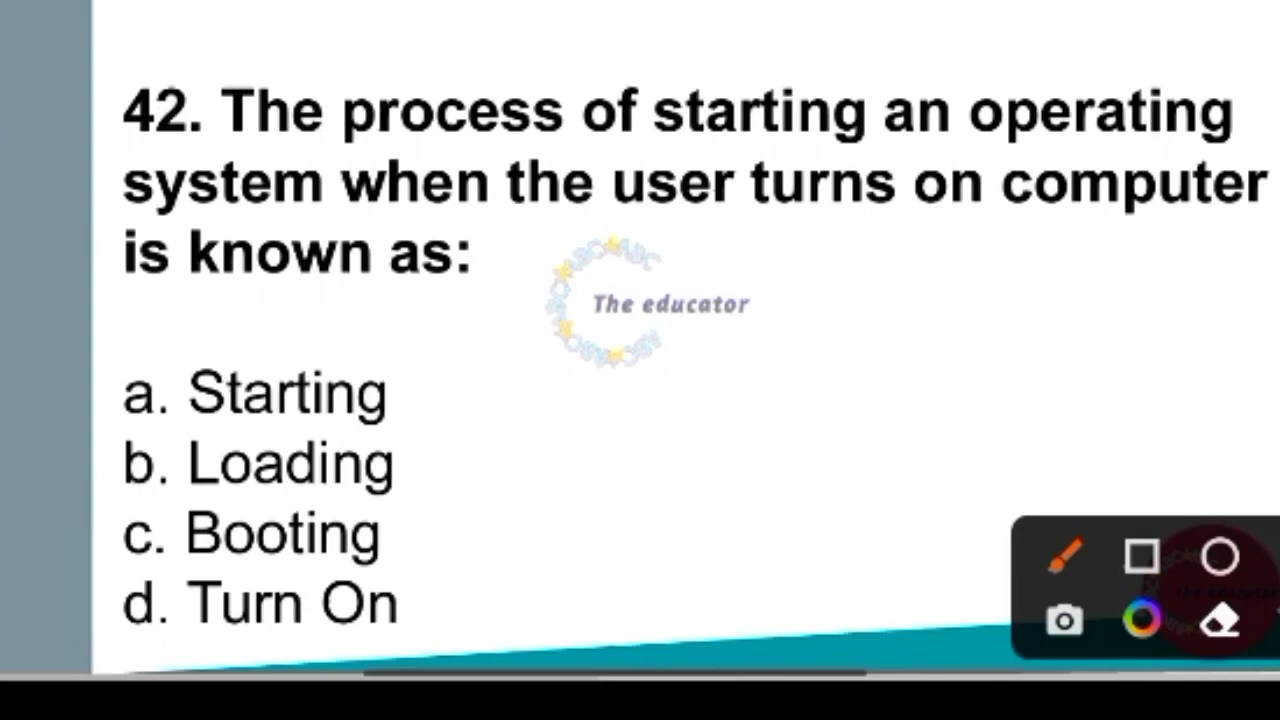 42. The process of starting an operating
system when the user turns on computer
is known as:
The educator
a. Starting
b. Loading
c. Booting
d. Turn On